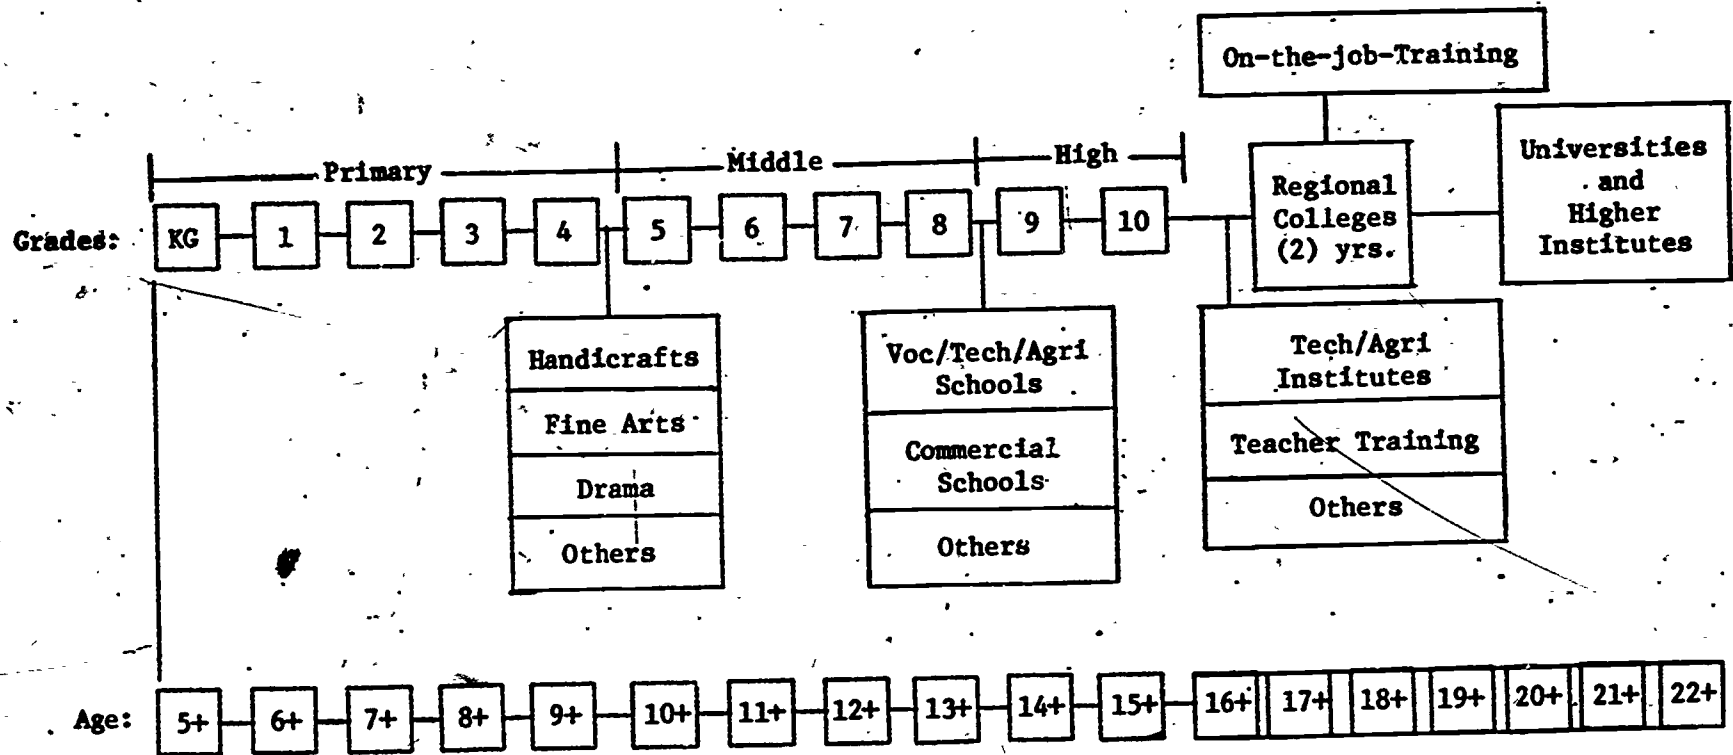 On-the-job-Training
Primary
Middle
High
Universities
and
Higher
Institutes
Regional
Colleges
(2) yrs.
Grades: KG 1 2 3 4 5 6 7 8 9 10
Handicrafts
Fine Arts
Drama
Others
Voc/Tech/Agri
Schools
Commercial
Schools
Others
Tech/Agri
Institutes
Teacher Training
Others
Age: 5+ 6+ 7+ 8+ 9+ 10+ 11+ 12+ 13+ 14+ 15+ 16+ 17+ 18+ 19+ 20+ 21+ 22+